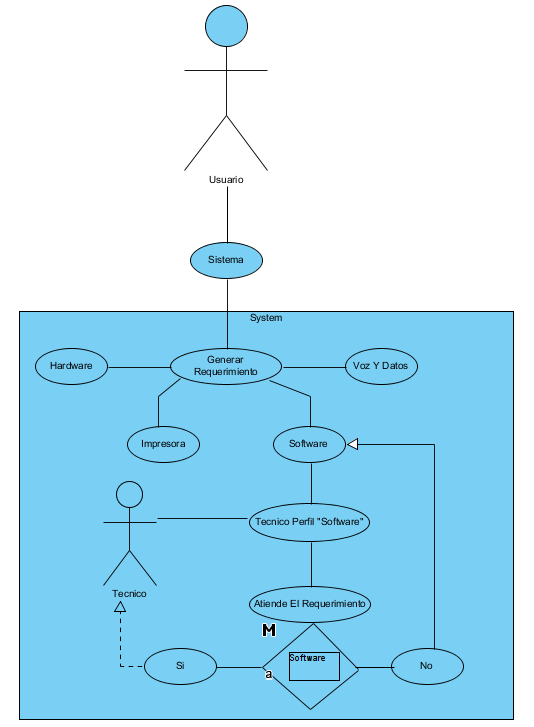 Usuario
Sistema
System
Generar
Requerimiento
Hardware
Voz Y Datos
Impresora
Software
Tecnico Perfil "Software"
Tecnico
Atiende El Requerimiento
M
Software
a
Si
No